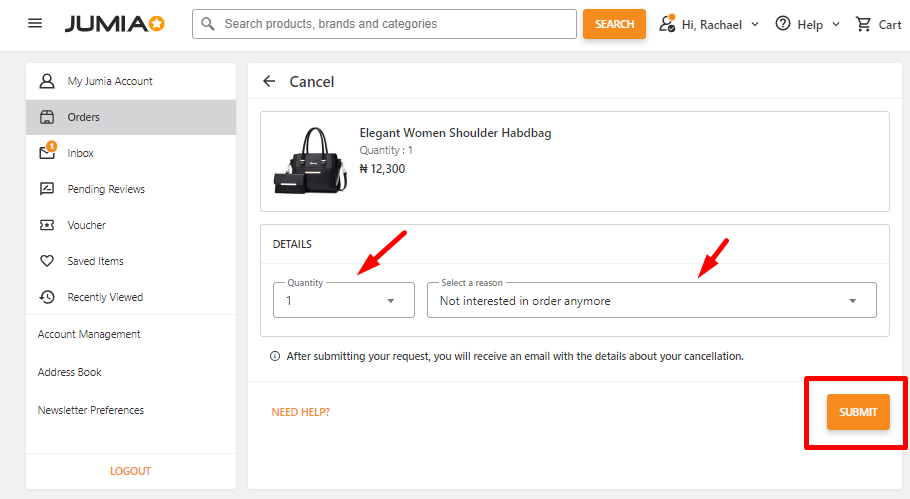 JUMIA
Search products, brands and categories
SEARCH
Hi, Rachael
Help
Cart
My Jumia Account
Orders
1
Inbox
Pending Reviews
Voucher
Saved Items
Recently Viewed
Account Management
Address Book
Newsletter Preferences
LOGOUT
Cancel
Elegant Women Shoulder Habdbag
Quantity : 1
₦ 12,300
DETAILS
Quantity
1
Select a reason
Not interested in order anymore
After submitting your request, you will receive an email with the details about your cancellation.
NEED HELP?
SUBMIT